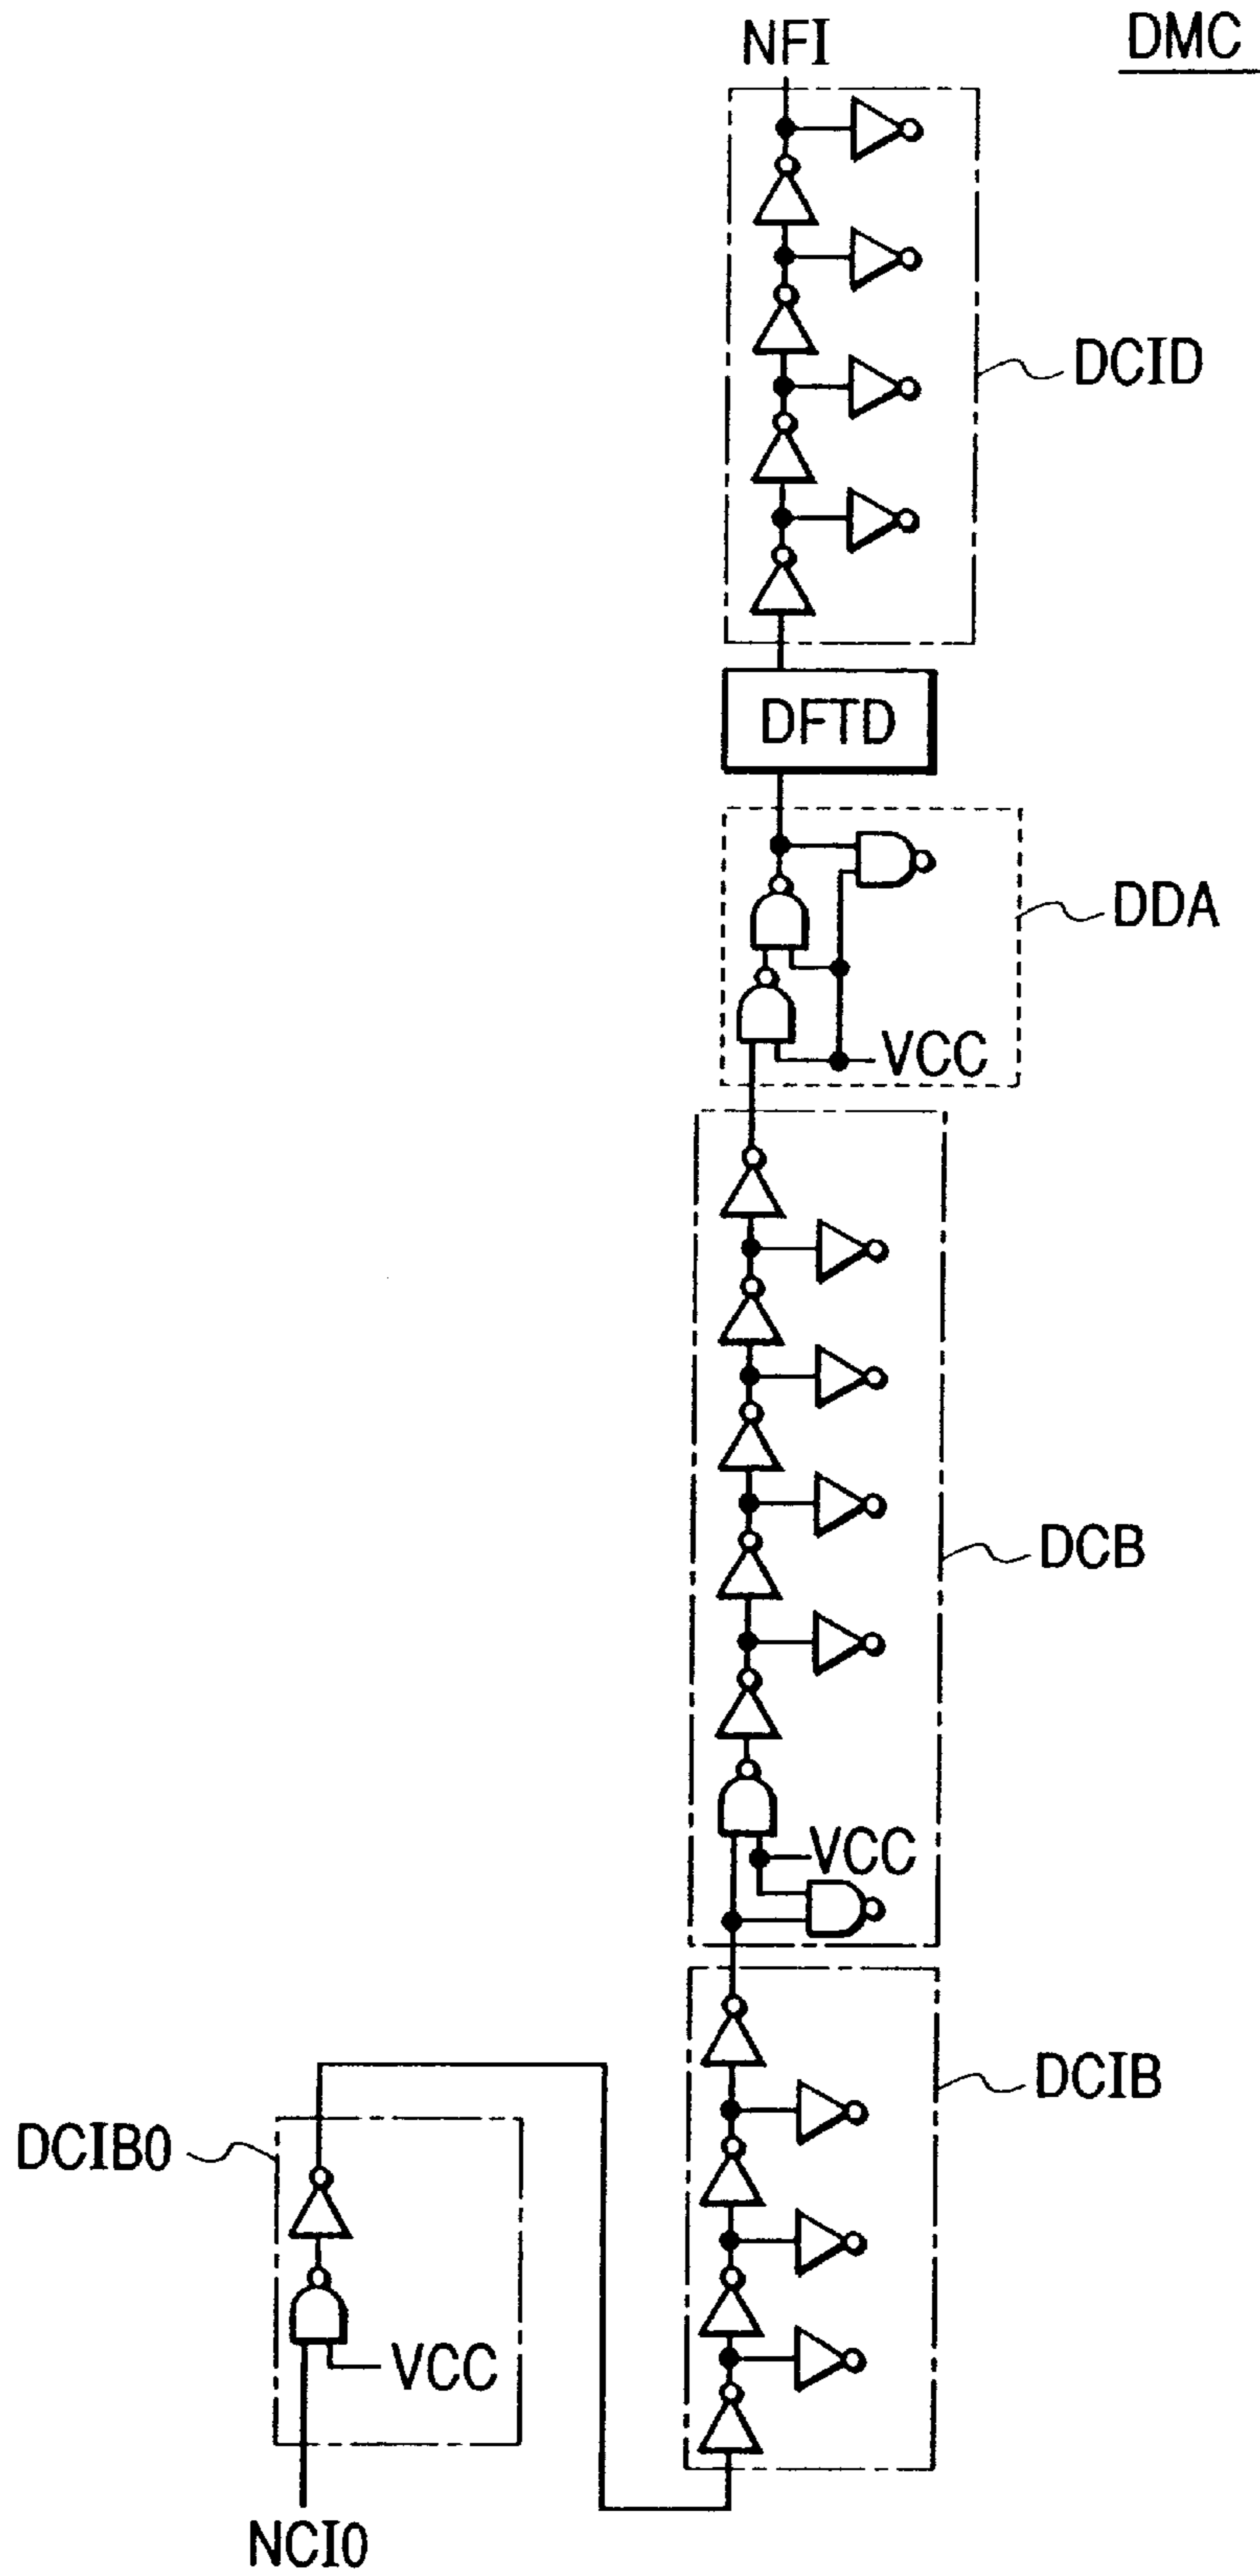 DMC
NFI
DCID
DFTD
DDA
VCC
DCB
VCC
DCIB
DCIB0
VCC
NCI0